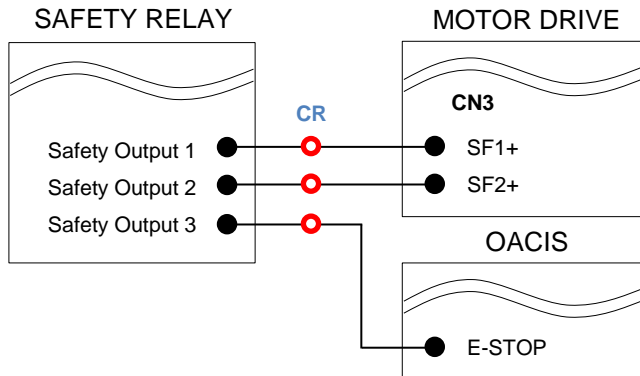 SAFETY RELAY
MOTOR DRIVE
CN3
CR
Safety Output 1
SF1+
Safety Output 2
SF2+
Safety Output 3
OACIS
E-STOP